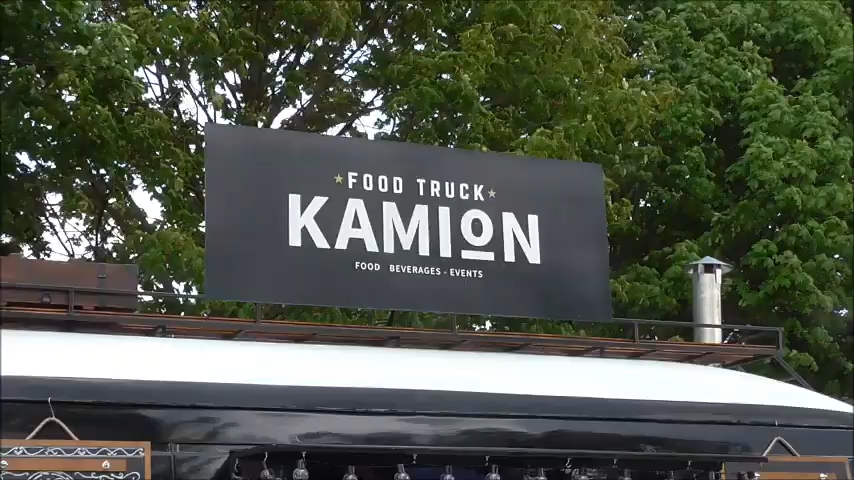 ★FOOD TRUCK★
KAMION
FOOD BEVERAGES - EVENTS